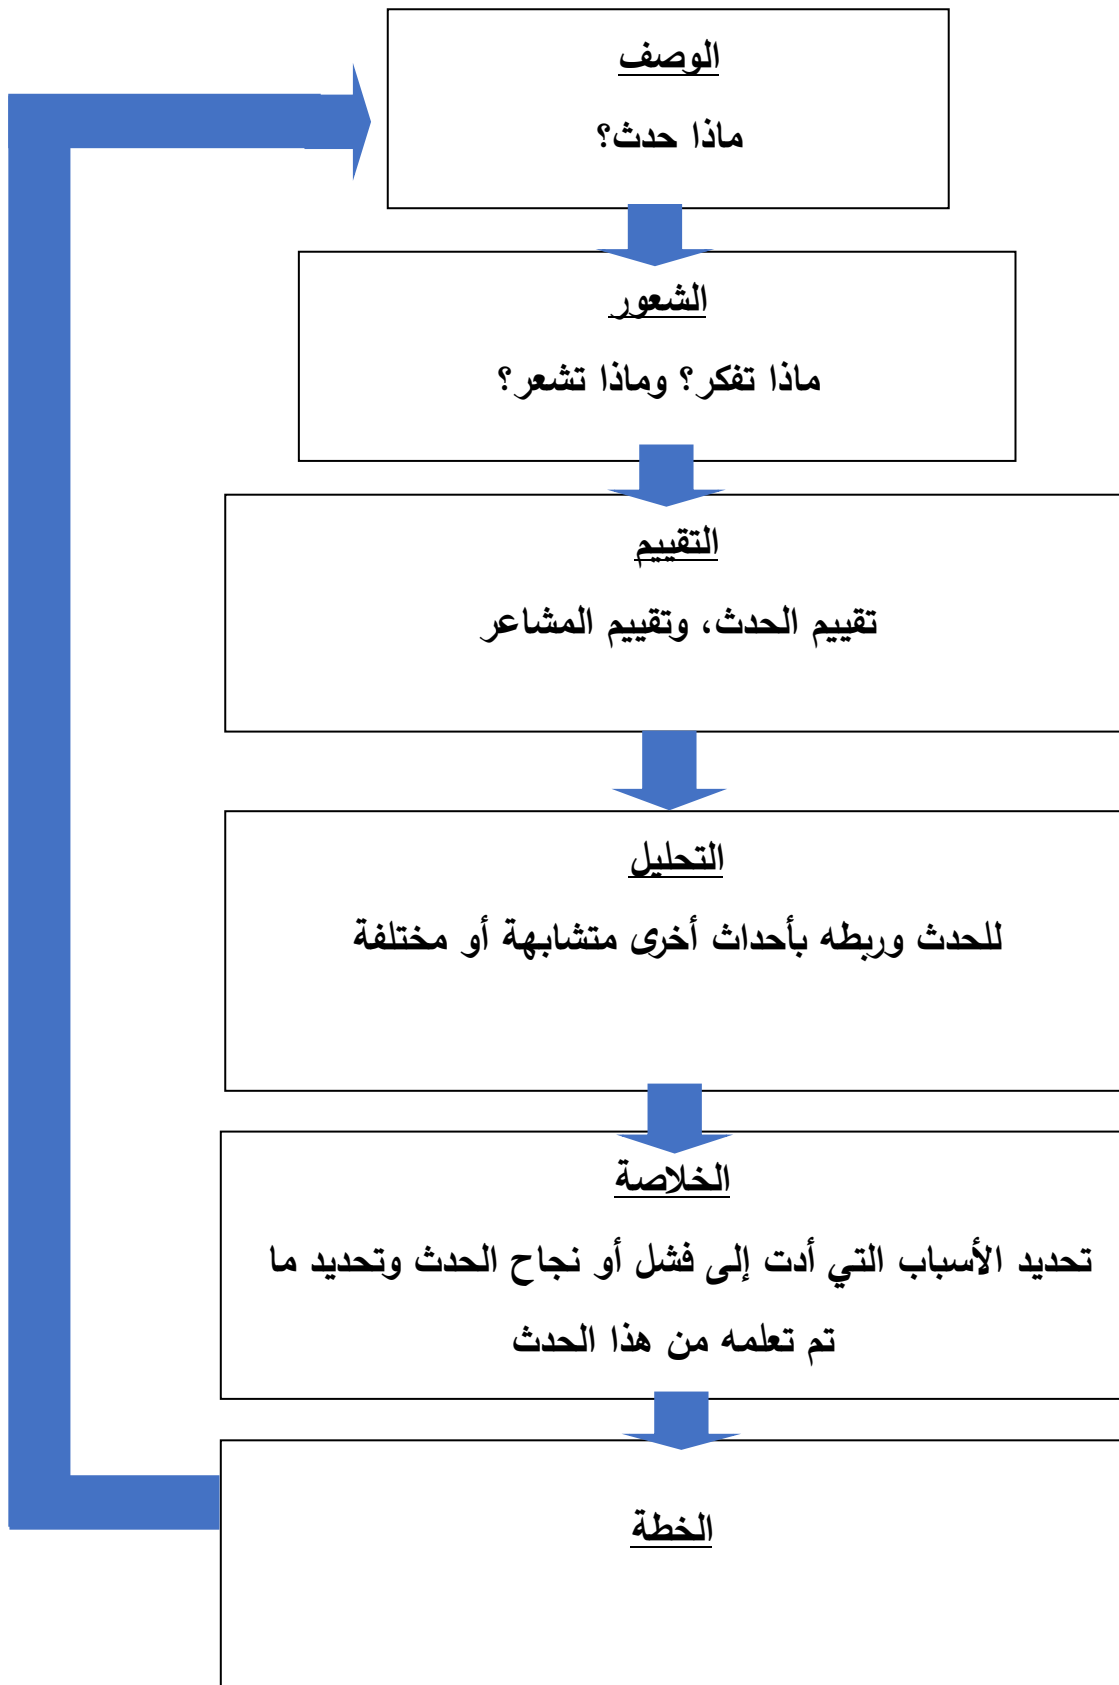 الوصف
ماذا حدث؟
الشعور
ماذا تفكر؟ وماذا تشعر؟
التقييم
تقييم الحدث، وتقييم المشاعر
التحليل
للحدث وربطه بأحداث أخرى متشابهة أو مختلفة
الخلاصة
تحديد الأسباب التي أدت إلى فشل أو نجاح الحدث وتحديد ما
تم تعلمه من هذا الحدث
الخطة